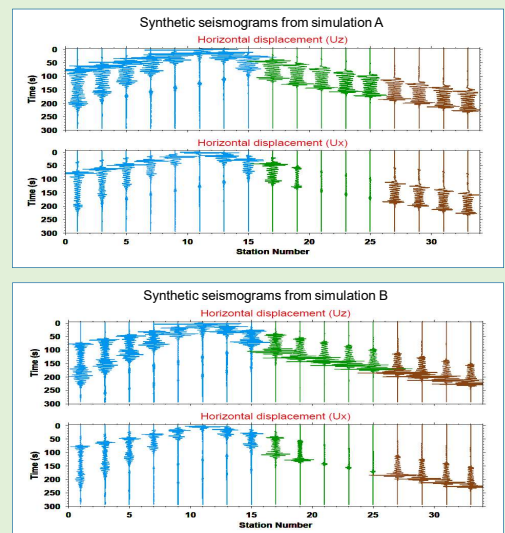 Synthetic seismograms from simulation A
Horizontal displacement (Uz)
Time (s)
0
50
100
150
200
250
300
Horizontal displacement (Ux)
Time (s)
0
50
100
150
200
250
300
0 5 10 15 20 25 30
Station Number
Synthetic seismograms from simulation B
Horizontal displacement (Uz)
Time (s)
0
50
100
150
200
250
300
Horizontal displacement (Ux)
Time (s)
0
50
100
150
200
250
300
0 5 10 15 20 25 30
Station Number